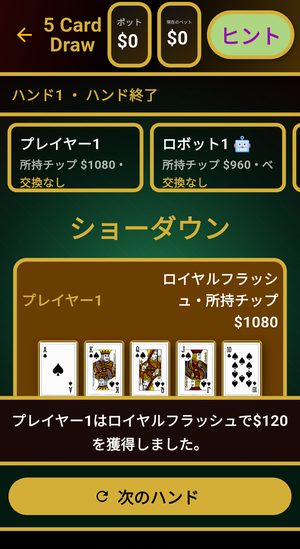 5 Card
Draw
ポット
$0
現在のベット
$0
ヒント
ハンド1 ・ ハンド終了
プレイヤー1
所持チップ $1080・
交換なし
ロボット1 🤖
所持チップ $960・ベ
交換なし
ショーダウン
プレイヤー1
ロイヤルフラッシ
ュ・所持チップ
$1080
A
K
Q
J
10
プレイヤー1はロイヤルフラッシュで$120
を獲得しました。
次のハンド